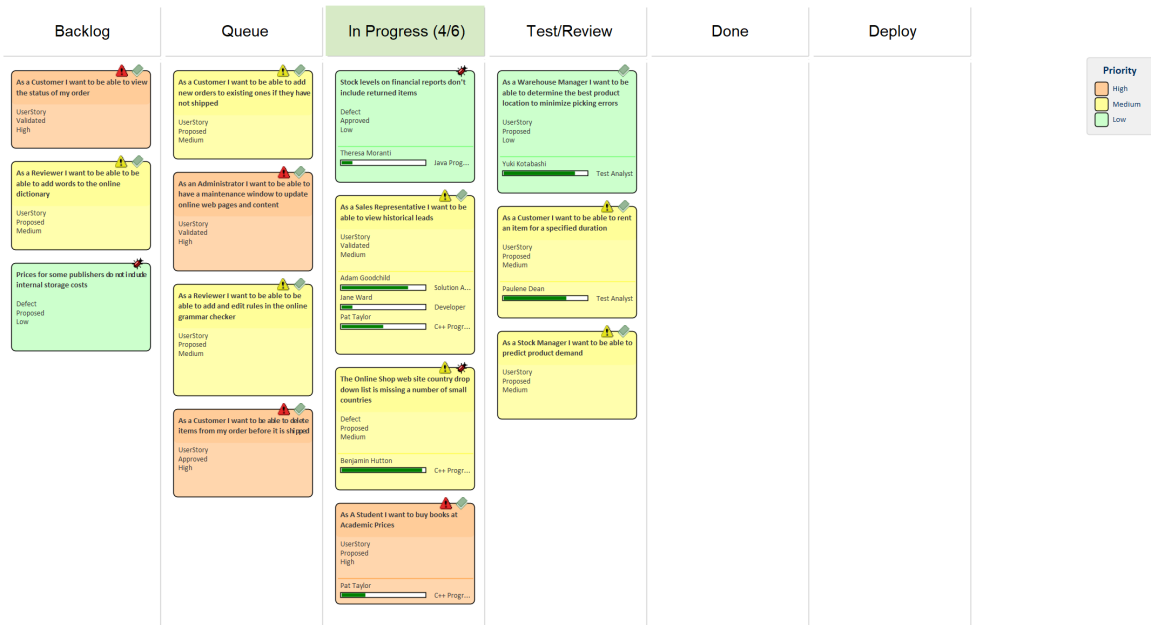 Backlog
Queue
In Progress (4/6)
Test/Review
Done
Deploy
As a Customer I want to be able to view
the status of my order
UserStory
Validated
High
As a Reviewer I want to be able to be
able to add words to the online
dictionary
UserStory
Proposed
Medium
Prices for some publishers do not include
internal storage costs
Defect
Proposed
Low
As a Customer I want to be able to add
new orders to existing ones if they have
not shipped
UserStory
Proposed
Medium
As an Administrator I want to be able to
have a maintenance window to update
online web pages and content
UserStory
Validated
High
As a Reviewer I want to be able to be
able to add and edit rules in the online
grammar checker
UserStory
Proposed
Medium
As a Customer I want to be able to delete
items from my order before it is shipped
UserStory
Approved
High
Stock levels on financial reports don't
include returned items
Defect
Approved
Low
Theresa Moranti
Java Prog...
As a Sales Representative I want to be
able to view historical leads
UserStory
Validated
Medium
Adam Goodchild
Solution A...
Jane Ward
Developer
Pat Taylor
C++ Progr...
The Online Shop web site country drop
down list is missing a number of small
countries
Defect
Proposed
Medium
Benjamin Hutton
C++ Progr...
As A Student I want to buy books at
Academic Prices
UserStory
Proposed
High
Pat Taylor
C++ Progr...
As a Warehouse Manager I want to be
able to determine the best product
location to minimize picking errors
UserStory
Proposed
Low
Yuki Kotabashi
Test Analyst
As a Customer I want to be able to rent
an item for a specified duration
UserStory
Proposed
Medium
Paulene Dean
Test Analyst
As a Stock Manager I want to be able to
predict product demand
UserStory
Proposed
Medium
Priority
High
Medium
Low